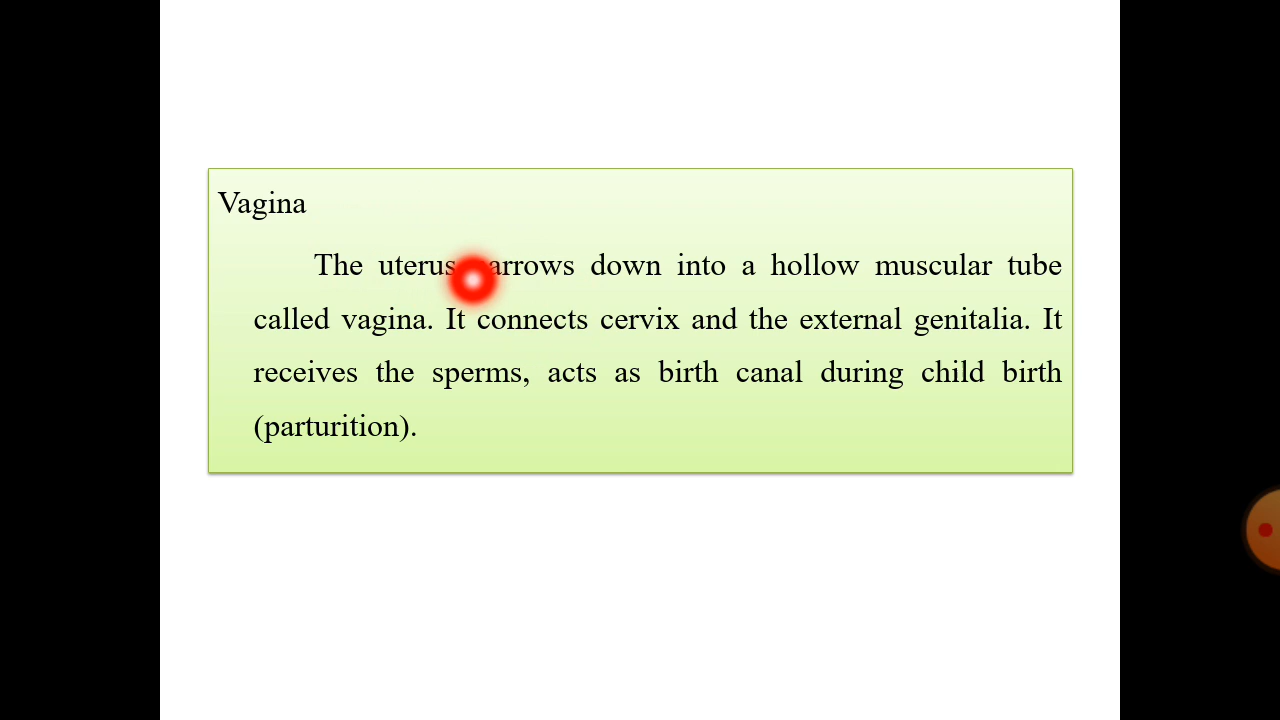 Vagina
The uterus narrows down into a hollow muscular tube
called vagina. It connects cervix and the external genitalia. It
receives the sperms, acts as birth canal during child birth
(parturition).